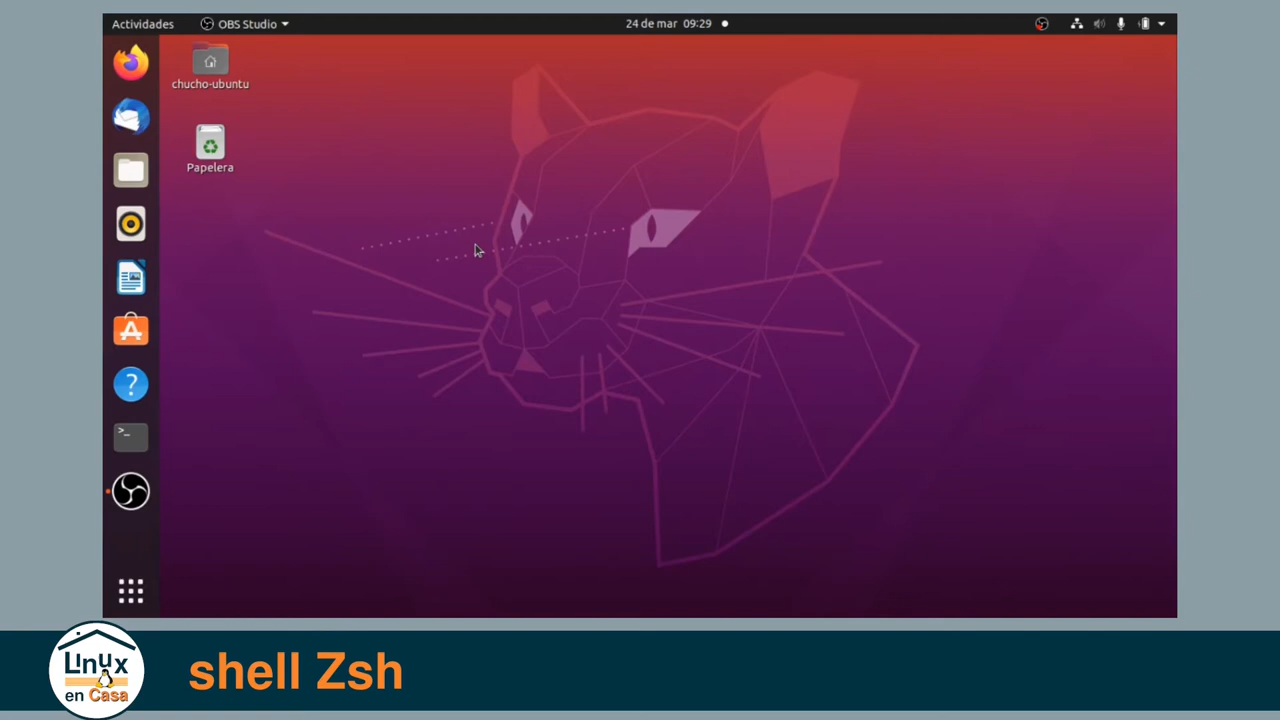 Actividades
OBS Studio
24 de mar 09:29
chucho-ubuntu
Papelera
?
>_
Linux
en Casa
shell Zsh